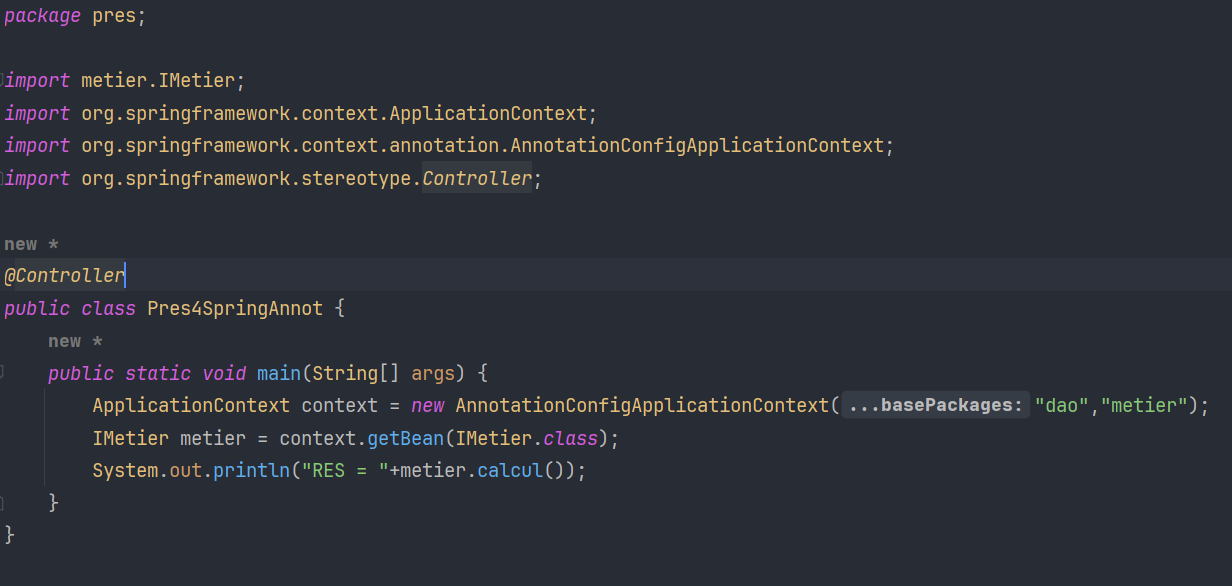 package pres;
import metier.IMetier;
import org.springframework.context.ApplicationContext;
import org.springframework.context.annotation.AnnotationConfigApplicationContext;
import org.springframework.stereotype.Controller;
new *
@Controller
public class Pres4SpringAnnot {
new *
public static void main(String[] args) {
ApplicationContext context = new AnnotationConfigApplicationContext( ...basePackages: "dao","metier");
IMetier metier = context.getBean(IMetier.class);
System.out.println("RES = "+metier.calcul());
}
}